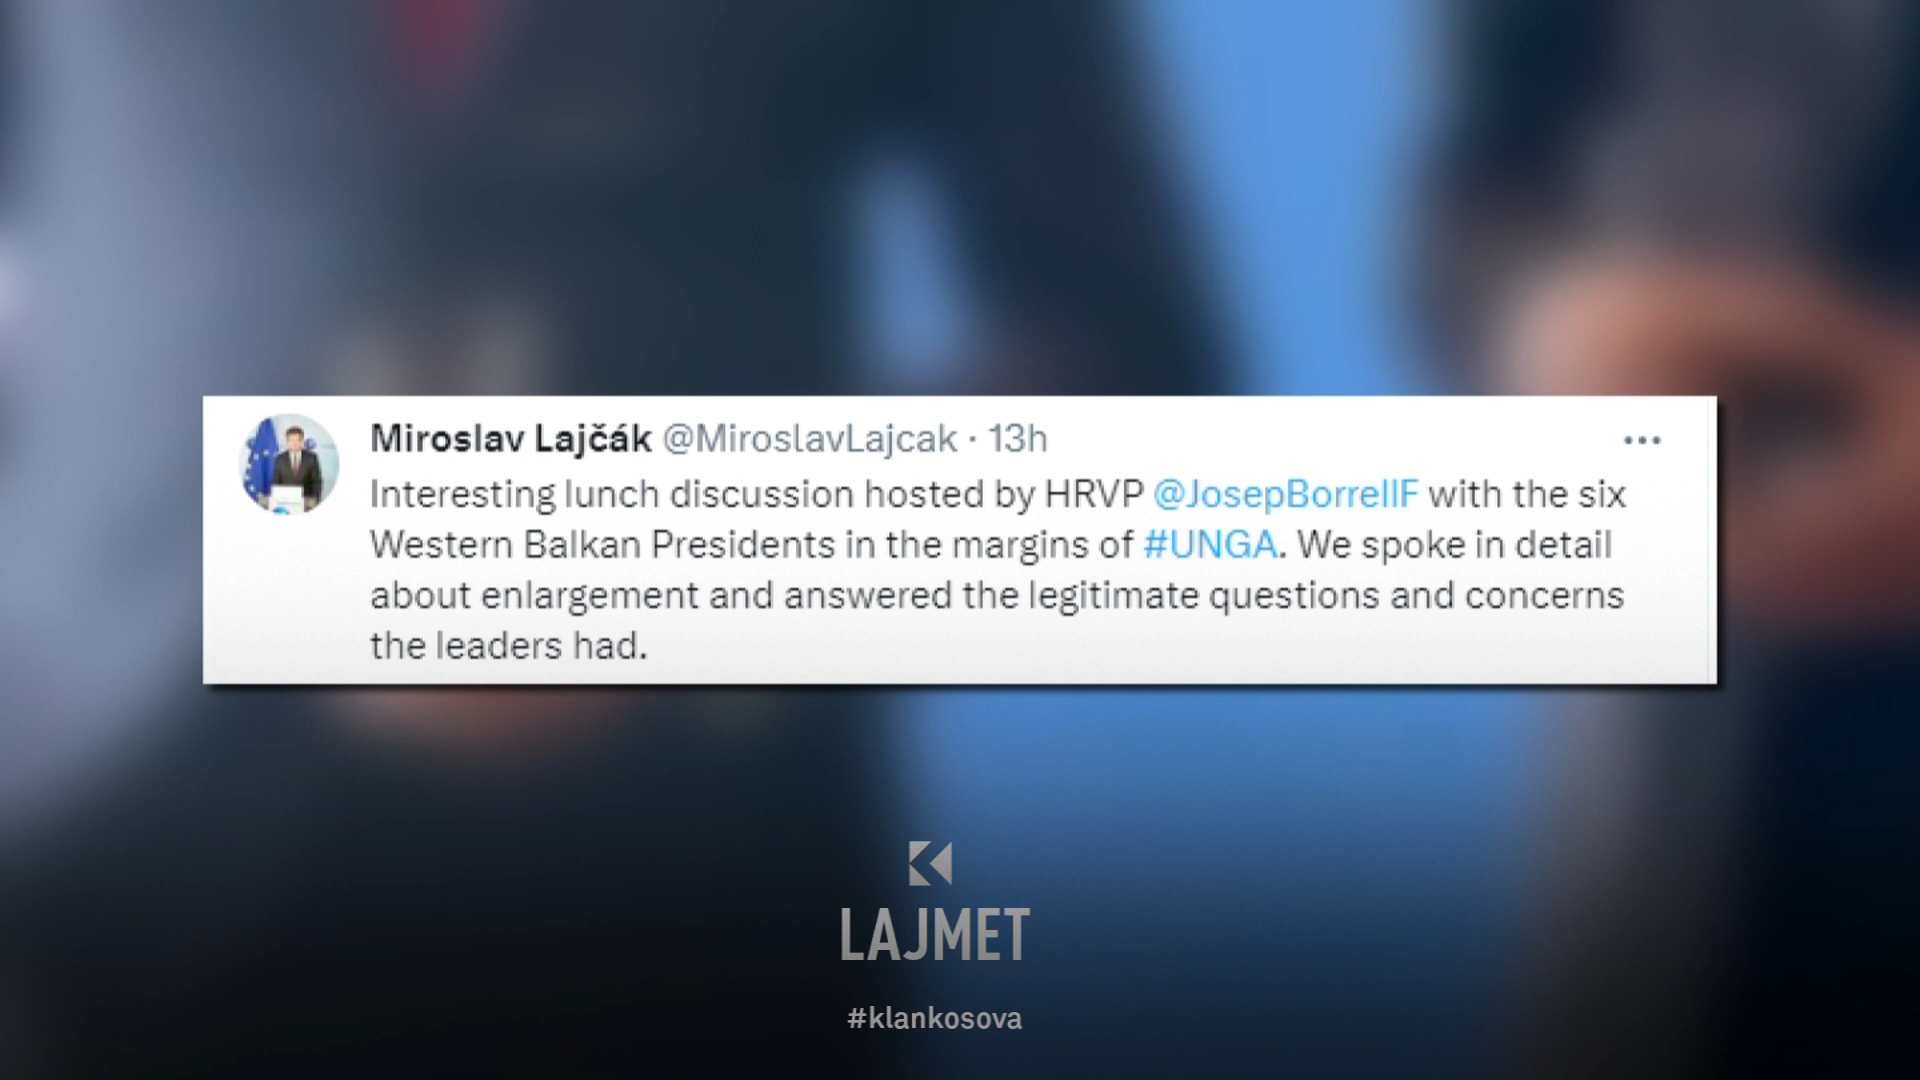 Miroslav Lajčák @MiroslavLajcak · 13h
Interesting lunch discussion hosted by HRVP @JosepBorrellF with the six
Western Balkan Presidents in the margins of #UNGA. We spoke in detail
about enlargement and answered the legitimate questions and concerns
the leaders had.
LAJMET
#klankosova